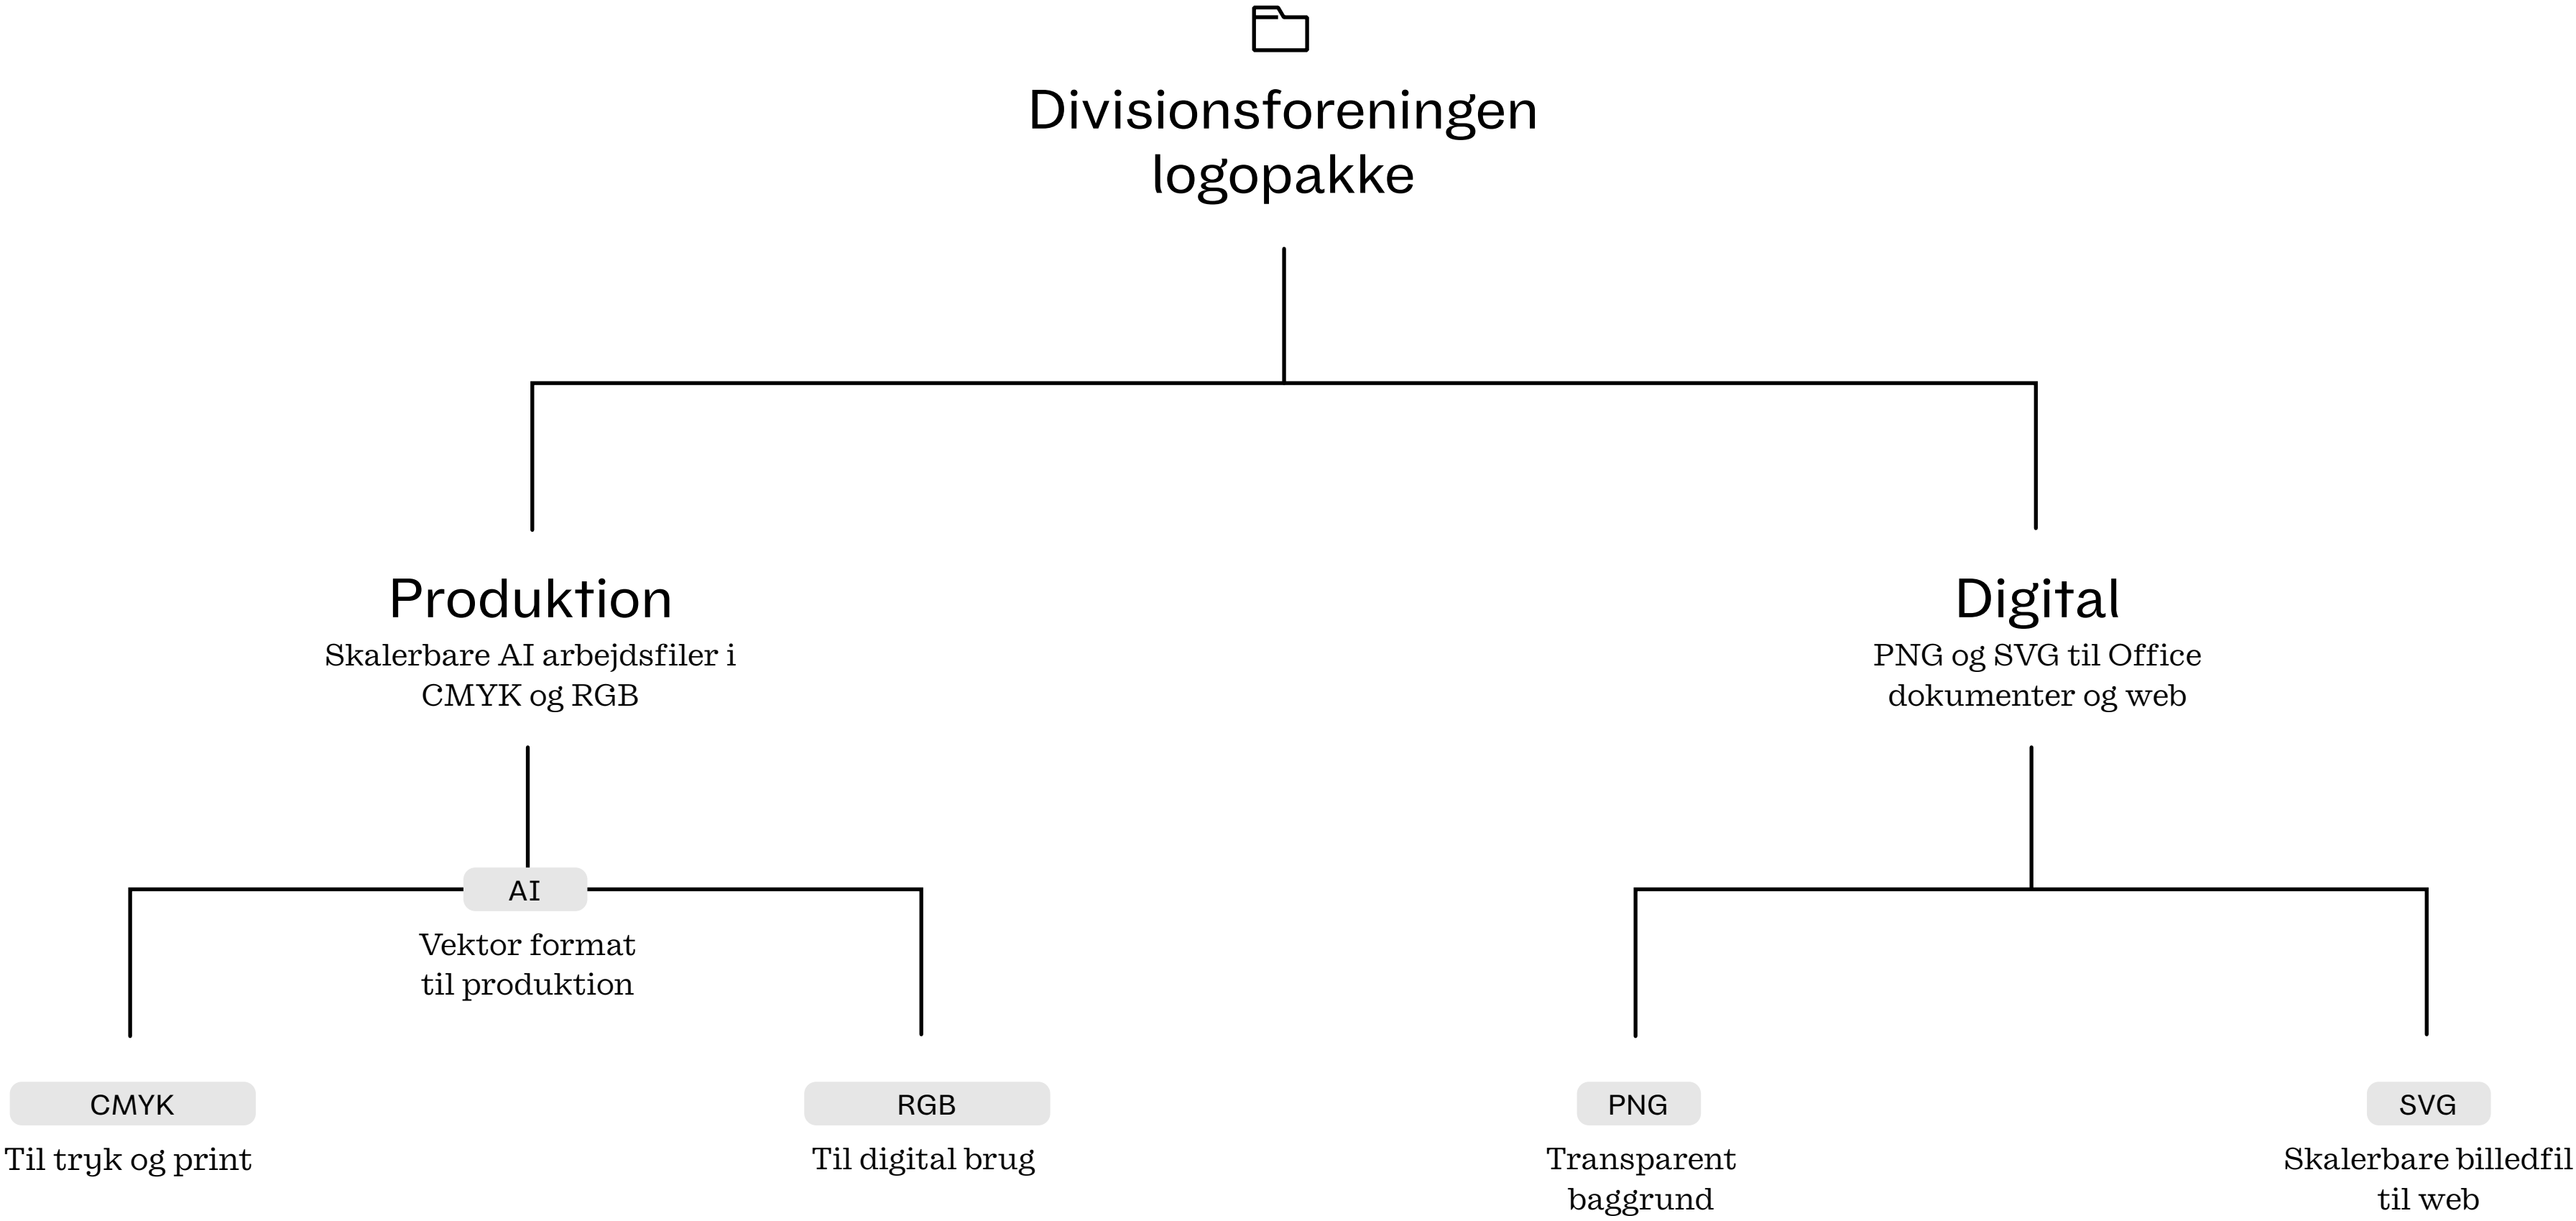 Divisionsforeningen
logopakke
Produktion
Skalerbare AI arbejdsfiler i
CMYK og RGB
Digital
PNG og SVG til Office
dokumenter og web
AI
Vektor format
til produktion
CMYK
Til tryk og print
RGB
Til digital brug
PNG
Transparent
baggrund
SVG
Skalerbare billedfil
til web